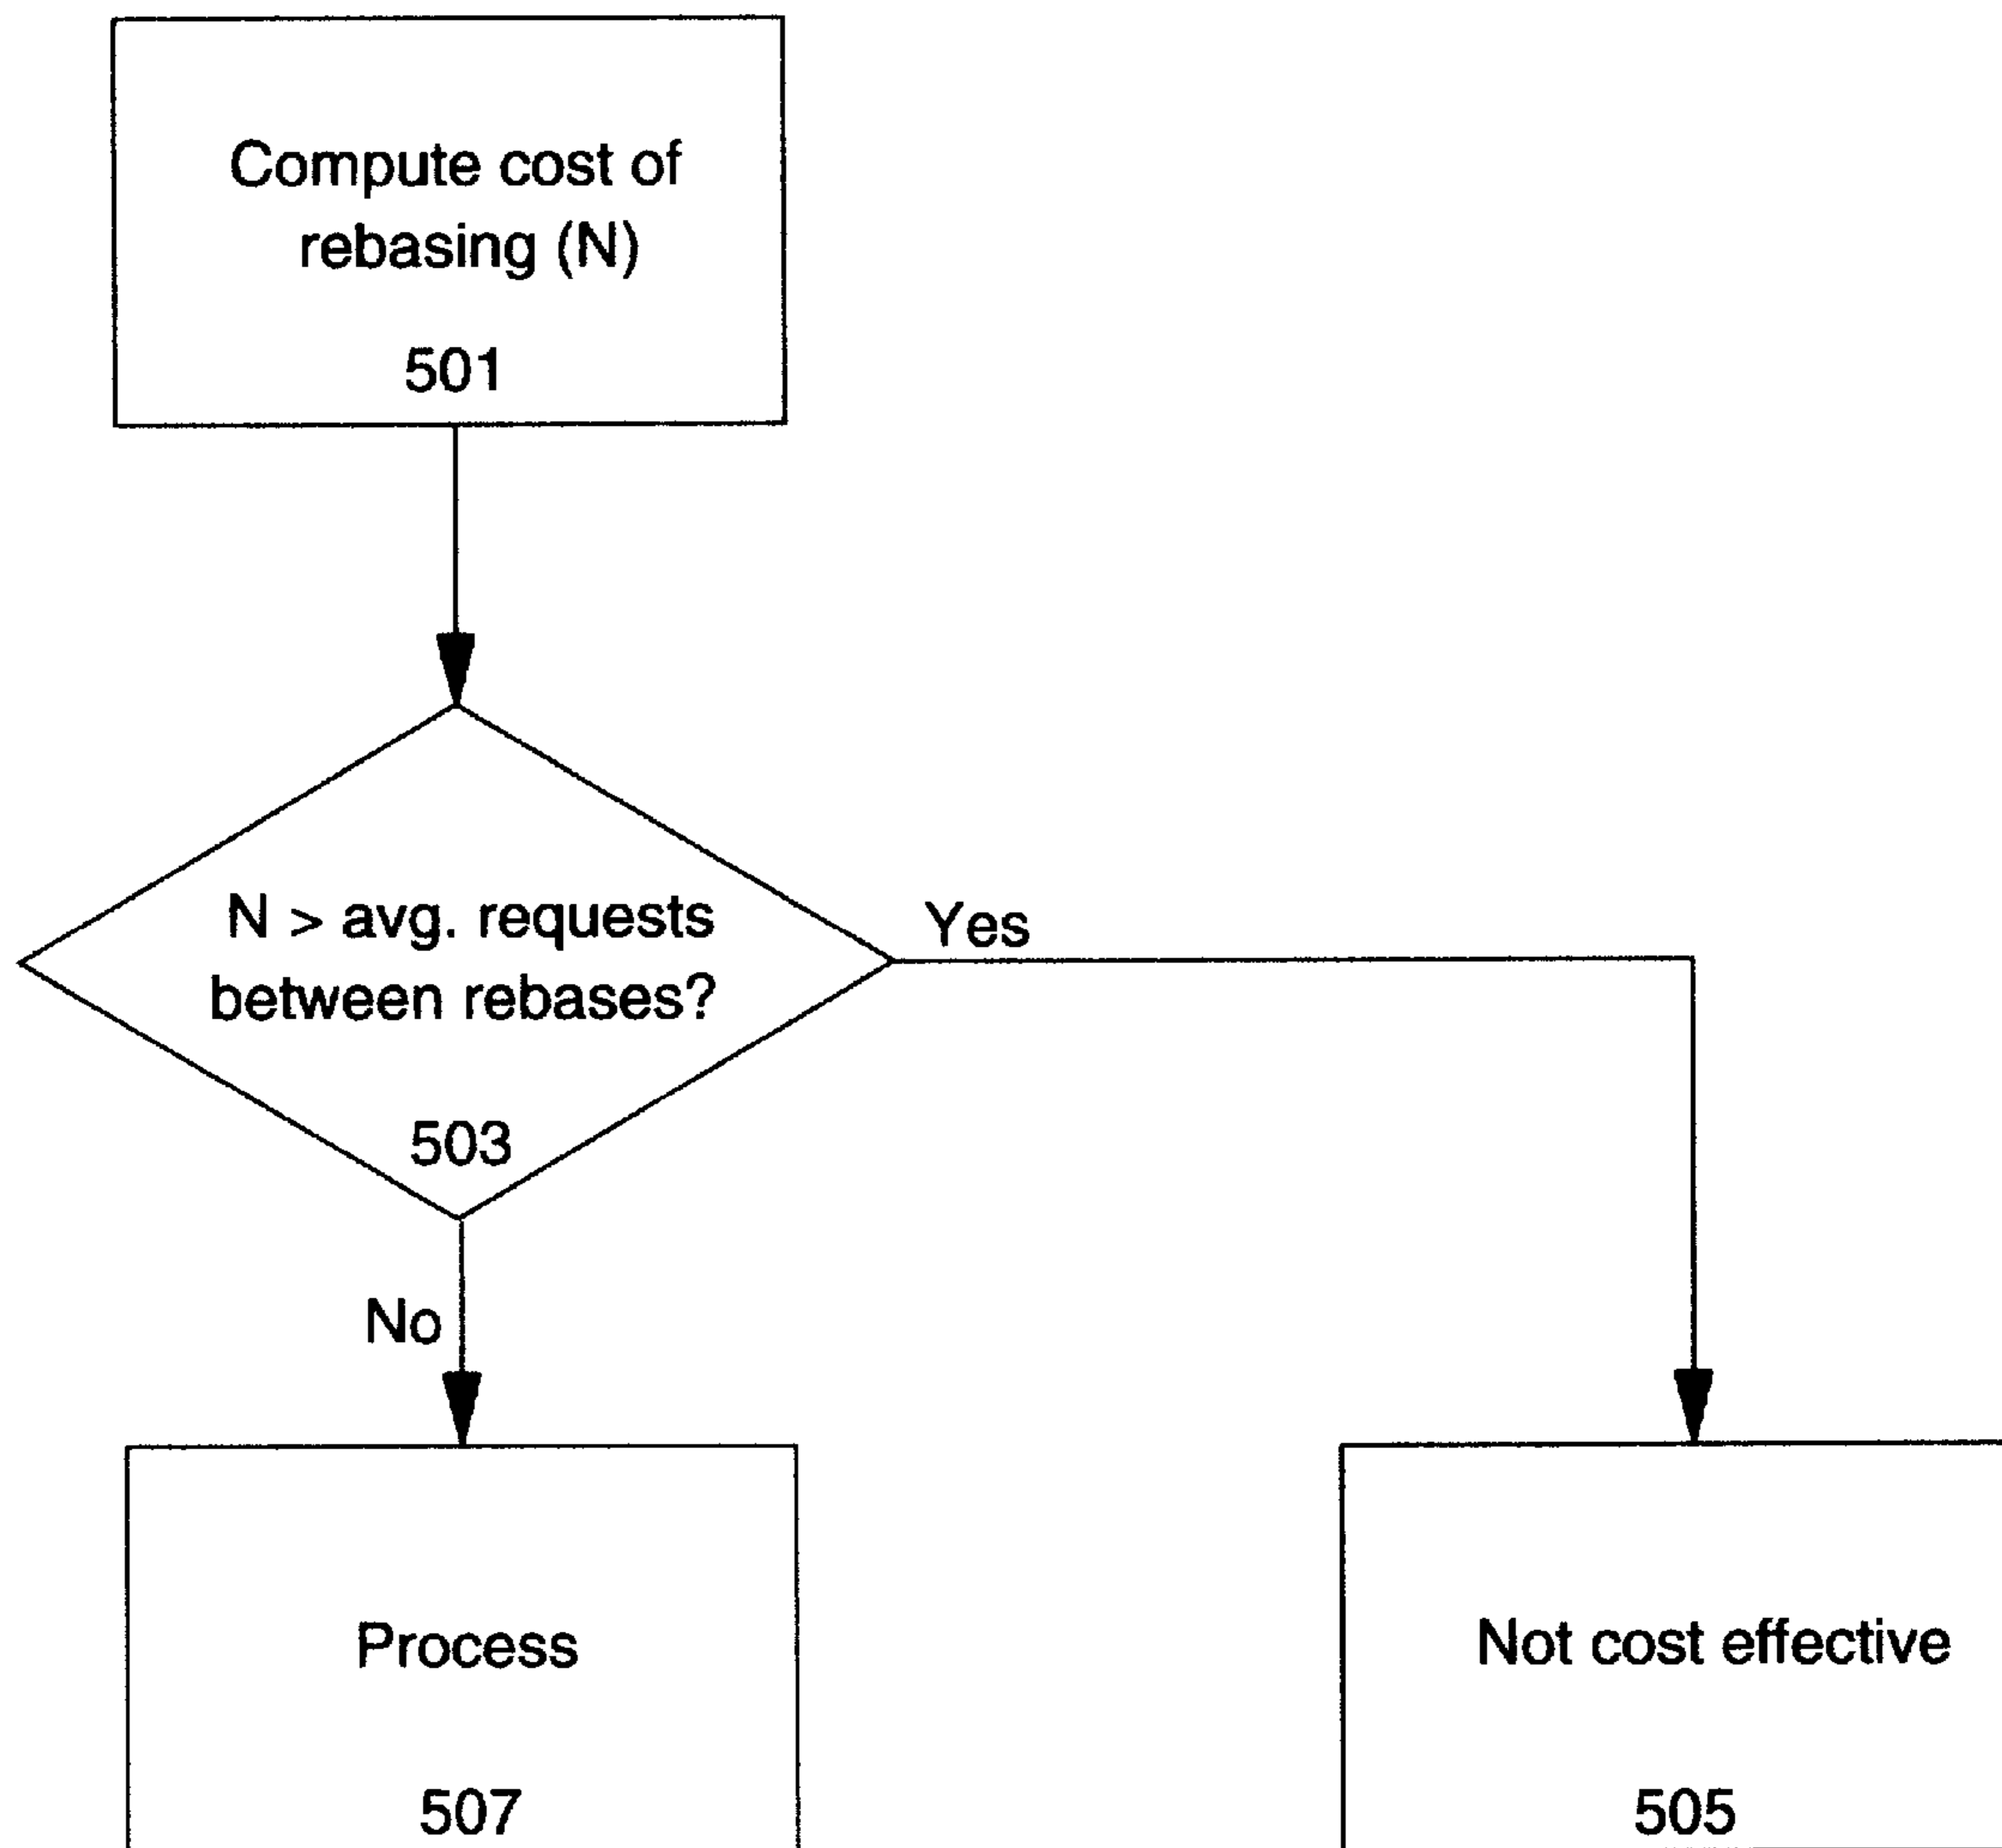 Compute cost of
rebasing (N)
501
N > avg. requests
between rebases?
503
Yes
No
Process
507
Not cost effective
505